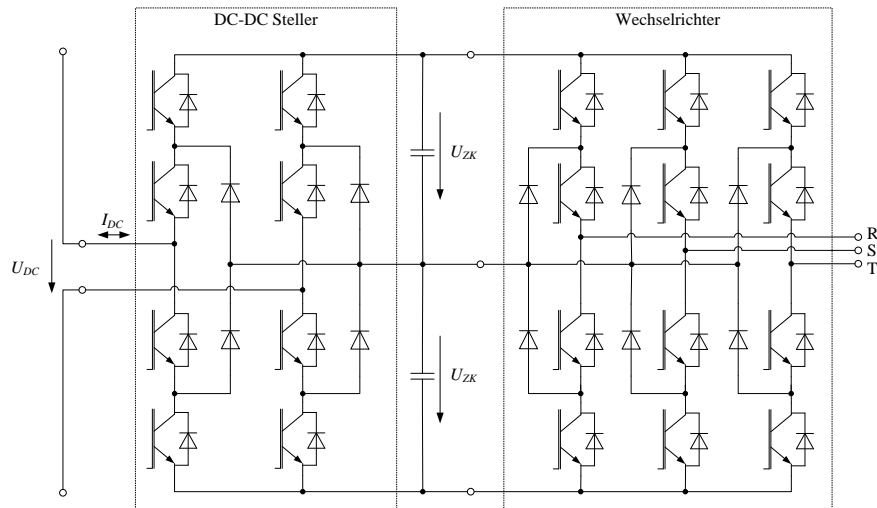 DC-DC Steller
Wechselrichter
U_ZK
I_DC
R
S
U_DC
T
U_ZK